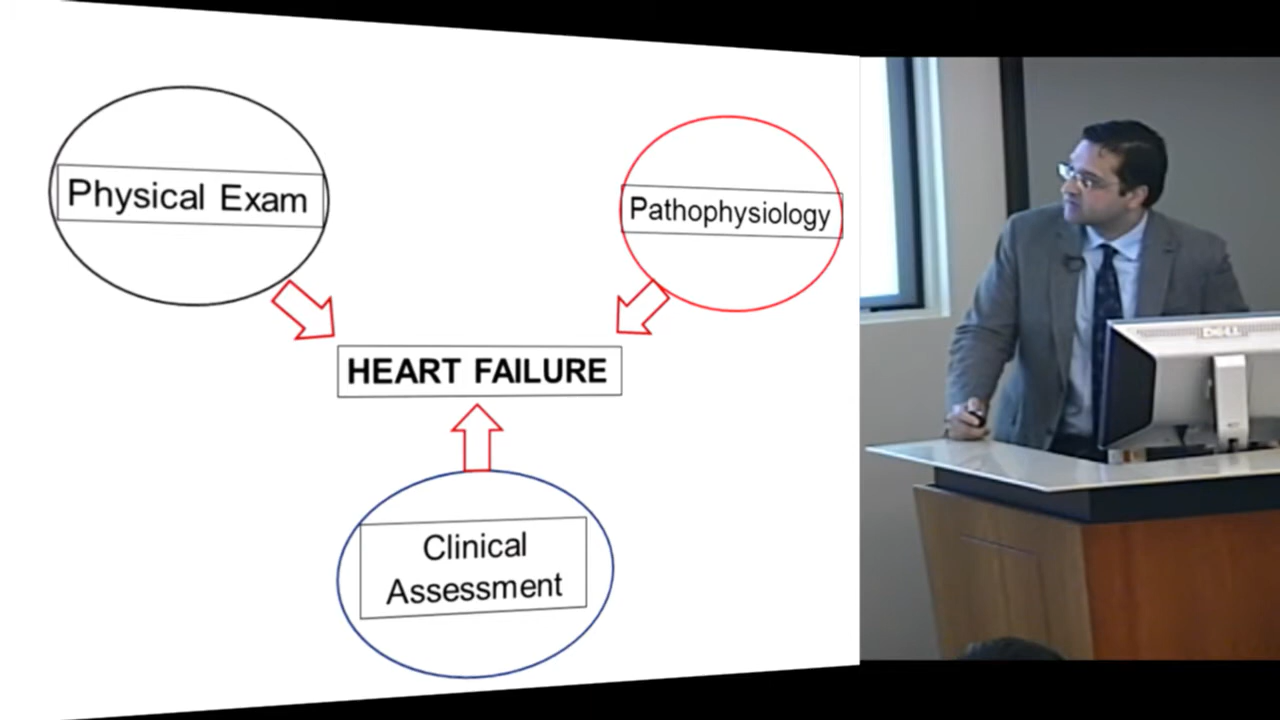 Physical Exam
Pathophysiology
HEART FAILURE
Clinical
Assessment
DELL